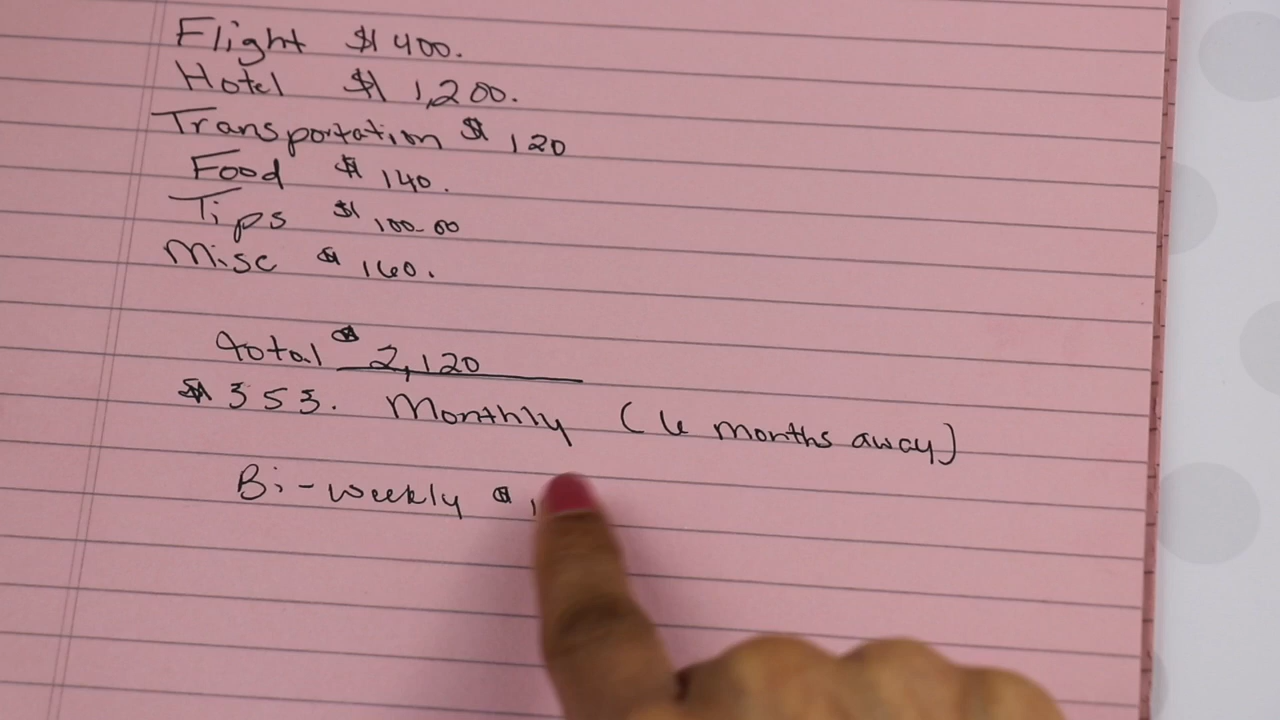 Flight $1400.
Hotel $1,200.
Transportation $120
Food $140.
Tips $100.00
Misc $160.
total $2,120
$353. Monthly (6 months away)
Bi-weekly $1